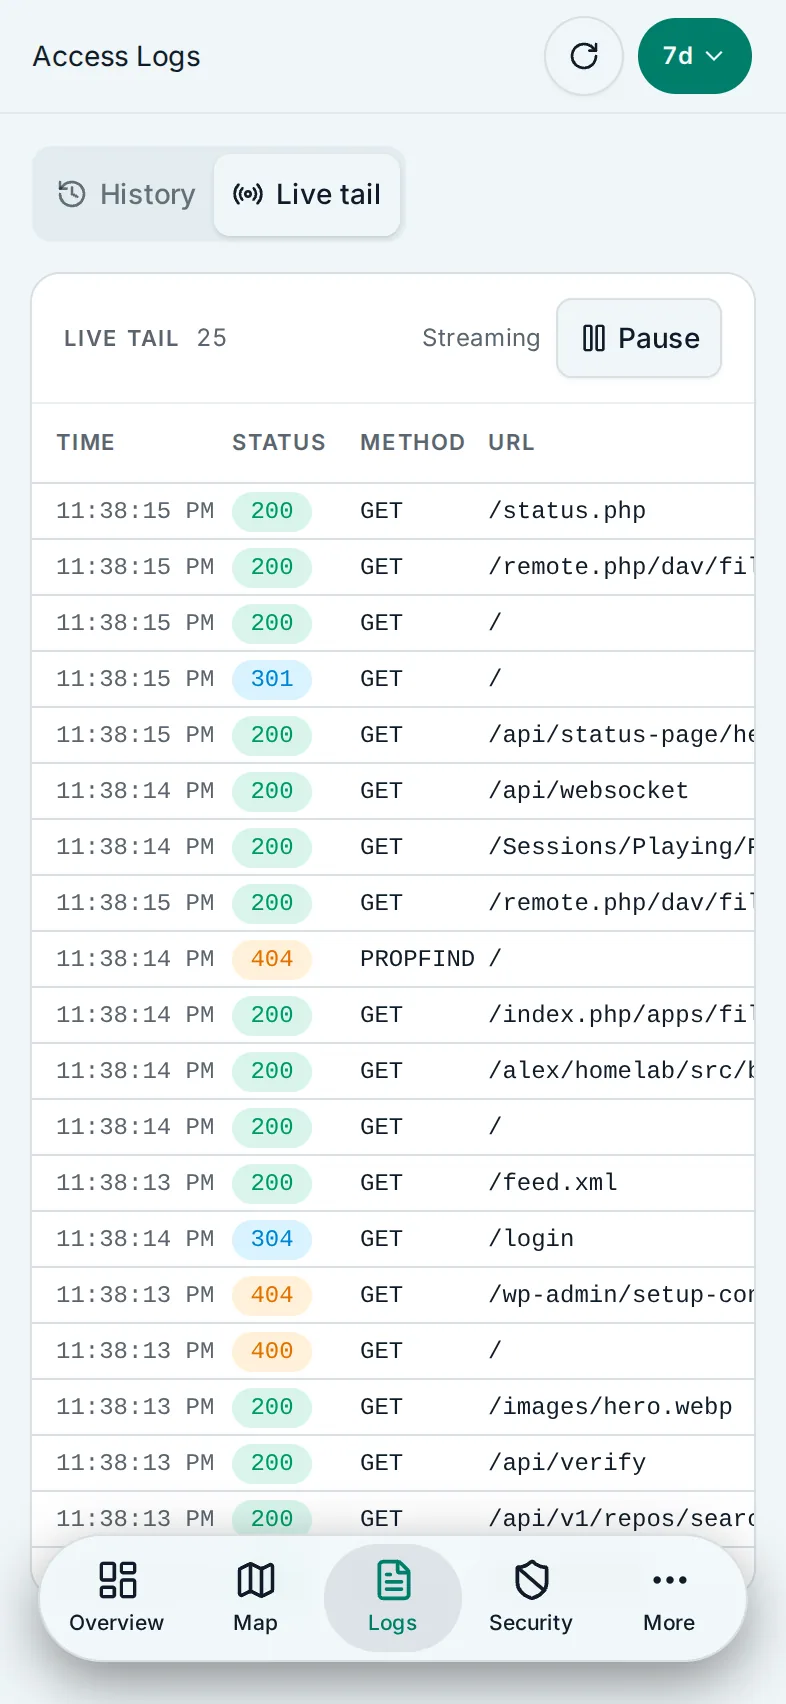 Access Logs
7d
History
Live tail
LIVE TAIL 25
Streaming
Pause
TIME STATUS METHOD URL
11:38:15 PM 200 GET /status.php
11:38:15 PM 200 GET /remote.php/dav/fil
11:38:15 PM 200 GET /
11:38:15 PM 301 GET /
11:38:15 PM 200 GET /api/status-page/he
11:38:14 PM 200 GET /api/websocket
11:38:14 PM 200 GET /Sessions/Playing/P
11:38:15 PM 200 GET /remote.php/dav/fil
11:38:14 PM 404 PROPFIND /
11:38:14 PM 200 GET /index.php/apps/fil
11:38:14 PM 200 GET /alex/homelab/src/b
11:38:14 PM 200 GET /
11:38:13 PM 200 GET /feed.xml
11:38:14 PM 304 GET /login
11:38:13 PM 404 GET /wp-admin/setup-con
11:38:13 PM 400 GET /
11:38:13 PM 200 GET /images/hero.webp
11:38:13 PM 200 GET /api/verify
11:38:13 PM 200 GET /api/v1/repos/searc
Overview
Map
Logs
Security
More